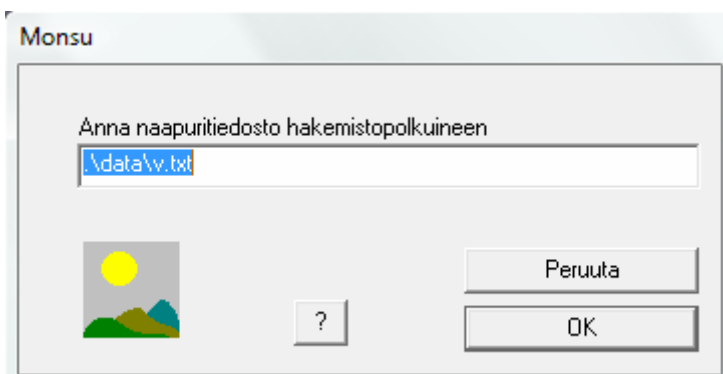 Monsu
Anna naapuritiedosto hakemistopolkuineen
.\data\v.txt
Peruuta
?
OK